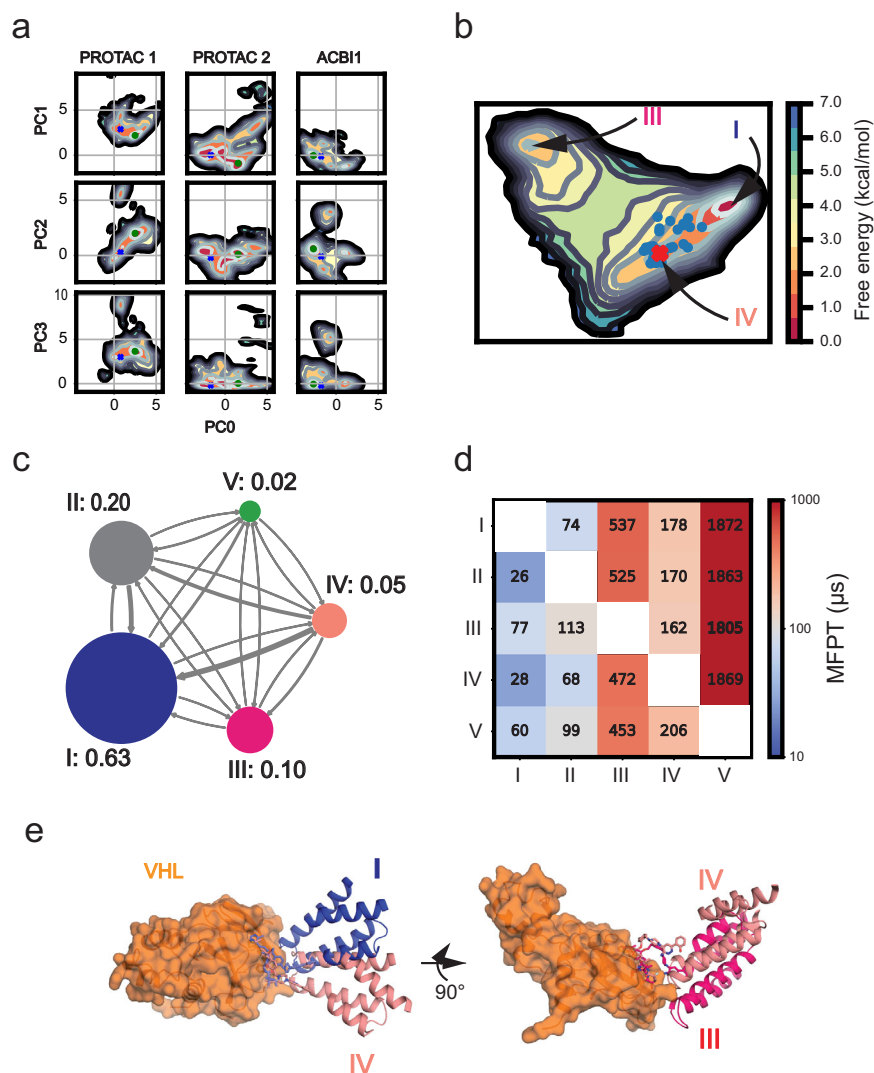 a
PROTAC 1 PROTAC 2 ACBI1
PC1
5
0
PC2
5
0
PC3
10
5
0
0 5 0 5 0 5
PC0
b
III
I
IV
7.0
6.0
5.0
4.0
3.0
2.0
1.0
0.0
Free energy (kcal/mol)
c
V: 0.02
II: 0.20
IV: 0.05
I: 0.63
III: 0.10
d
I 74 537 178 1872
II 26 525 170 1863
III 77 113 162 1805
IV 28 68 472 1869
V 60 99 453 206
I II III IV V
1000
100
10
MFPT (μs)
e
VHL
I
IV
90°
IV
III